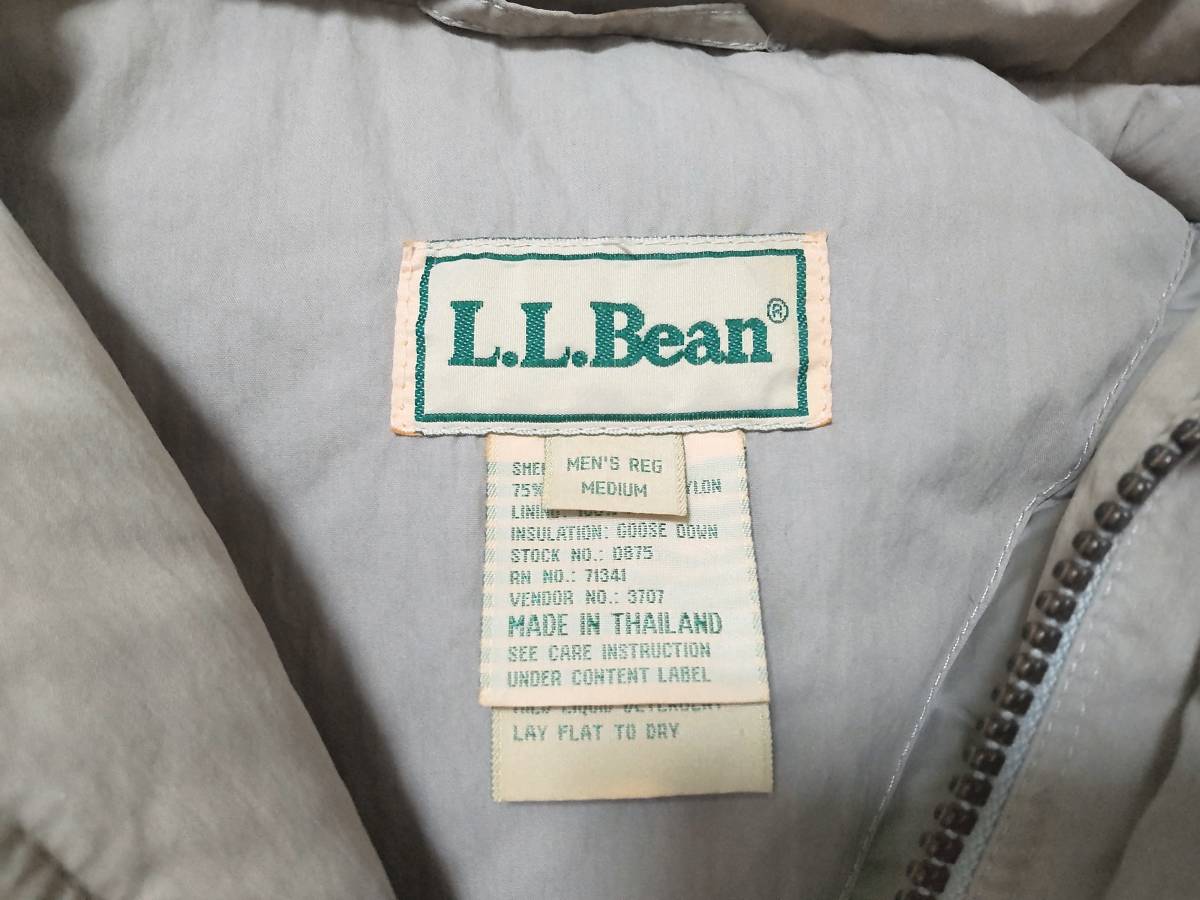 L.L.Bean®
MEN'S REG
MEDIUM
75%
INSULATION: GOOSE DOWN
STOCK NO.: 0875
RN NO.: 71341
VENDOR NO.: 3707
MADE IN THAILAND
SEE CARE INSTRUCTION
UNDER CONTENT LABEL
LAY FLAT TO DRY